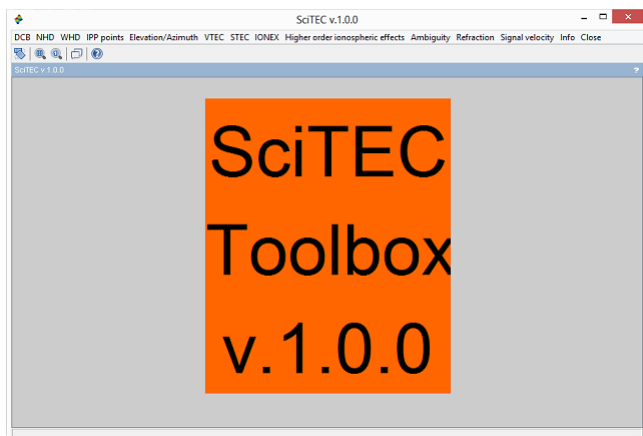 SciTEC v.1.0.0
DCB NHD WHD IPP points Elevation/Azimuth VTEC STEC IONEX Higher order ionospheric effects Ambiguity Refraction Signal velocity Info Close
SciTEC v.1.0.0
SciTEC
Toolbox
v.1.0.0